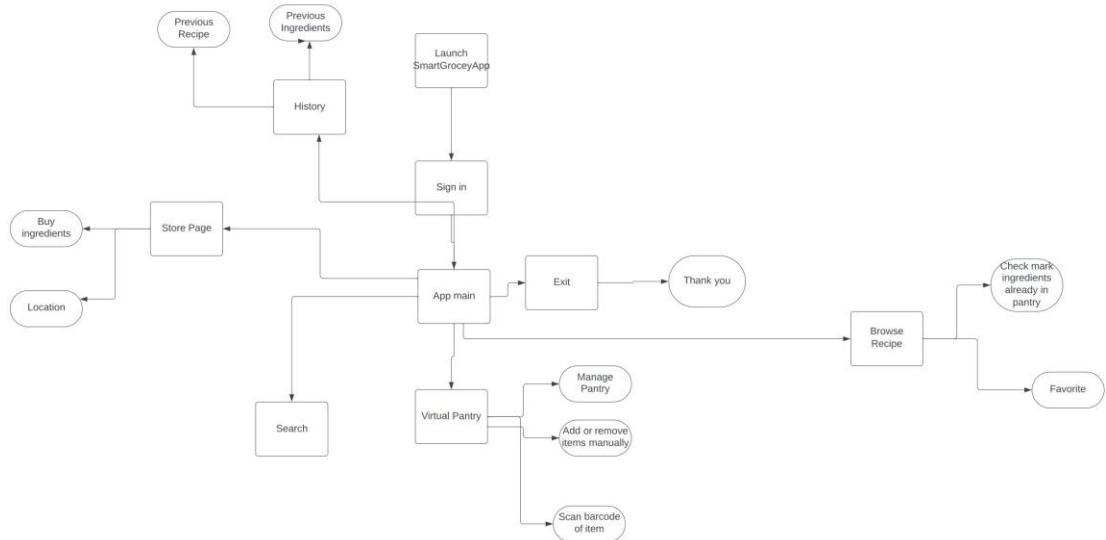 Previous
Recipe
Previous
Ingredients
Launch
SmartGroceyApp
History
Sign in
Buy
ingredients
Store Page
Location
App main
Exit
Thank you
Check mark
ingredients
already in
pantry
Browse
Recipe
Favorite
Manage
Pantry
Virtual Pantry
Search
Add or remove
items manually
Scan barcode
of item